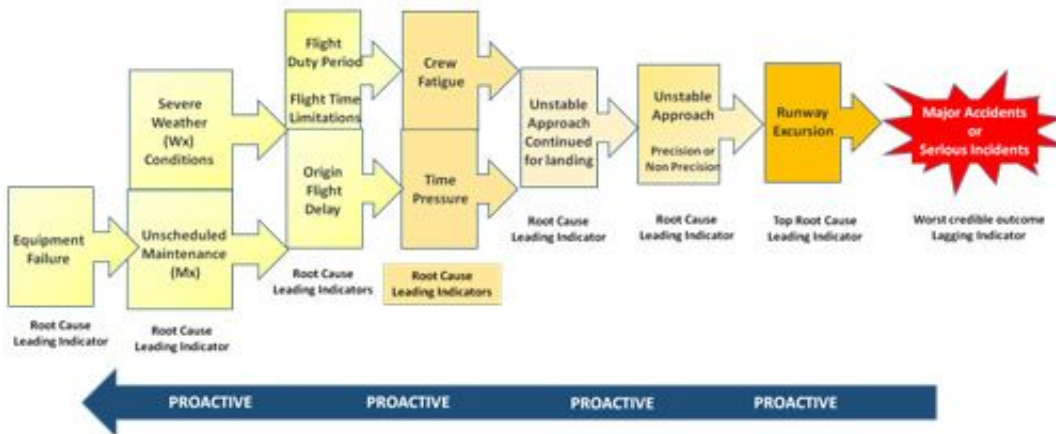 Flight
Duty Period
Flight Time
Limitations
Crew
Fatigue
Severe
Weather
(Wx)
Conditions
Unstable
Approach
Continued
for landing
Unstable
Approach
Precision or
Non Precision
Runway
Excursion
Major Accidents
or
Serious Incidents
Origin
Flight
Delay
Time
Pressure
Equipment
Failure
Unscheduled
Maintenance
(Mx)
Root Cause
Leading Indicator
Root Cause
Leading Indicator
Top Root Cause
Leading Indicator
Worst credible outcome
Lagging Indicator
Root Cause
Leading Indicators
Root Cause
Leading Indicators
Root Cause
Leading Indicator
Root Cause
Leading Indicator
PROACTIVE PROACTIVE PROACTIVE PROACTIVE